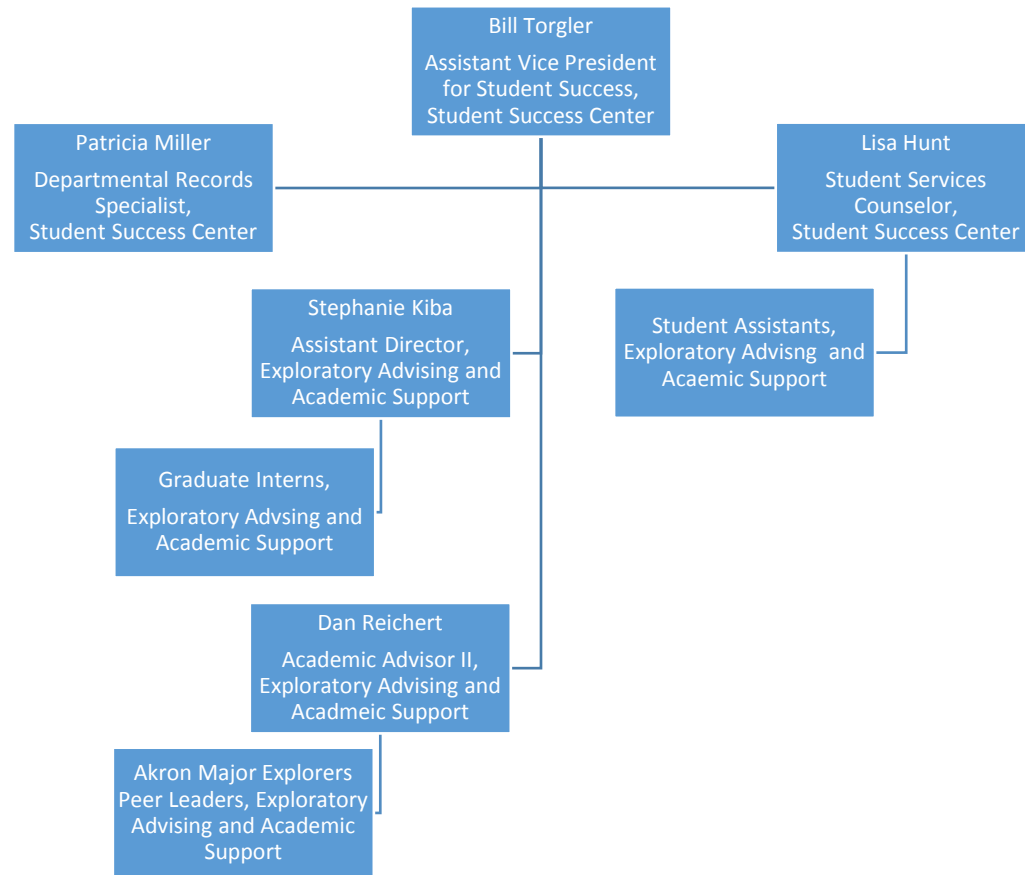 Bill Torgler
Assistant Vice President
for Student Success,
Student Success Center
Patricia Miller
Departmental Records
Specialist,
Student Success Center
Lisa Hunt
Student Services
Counselor,
Student Success Center
Stephanie Kiba
Assistant Director,
Exploratory Advising and
Academic Support
Student Assistants,
Exploratory Advisng and
Acaemic Support
Graduate Interns,
Exploratory Advsing and
Academic Support
Dan Reichert
Academic Advisor II,
Exploratory Advising and
Acadmeic Support
Akron Major Explorers
Peer Leaders, Exploratory
Advising and Academic
Support